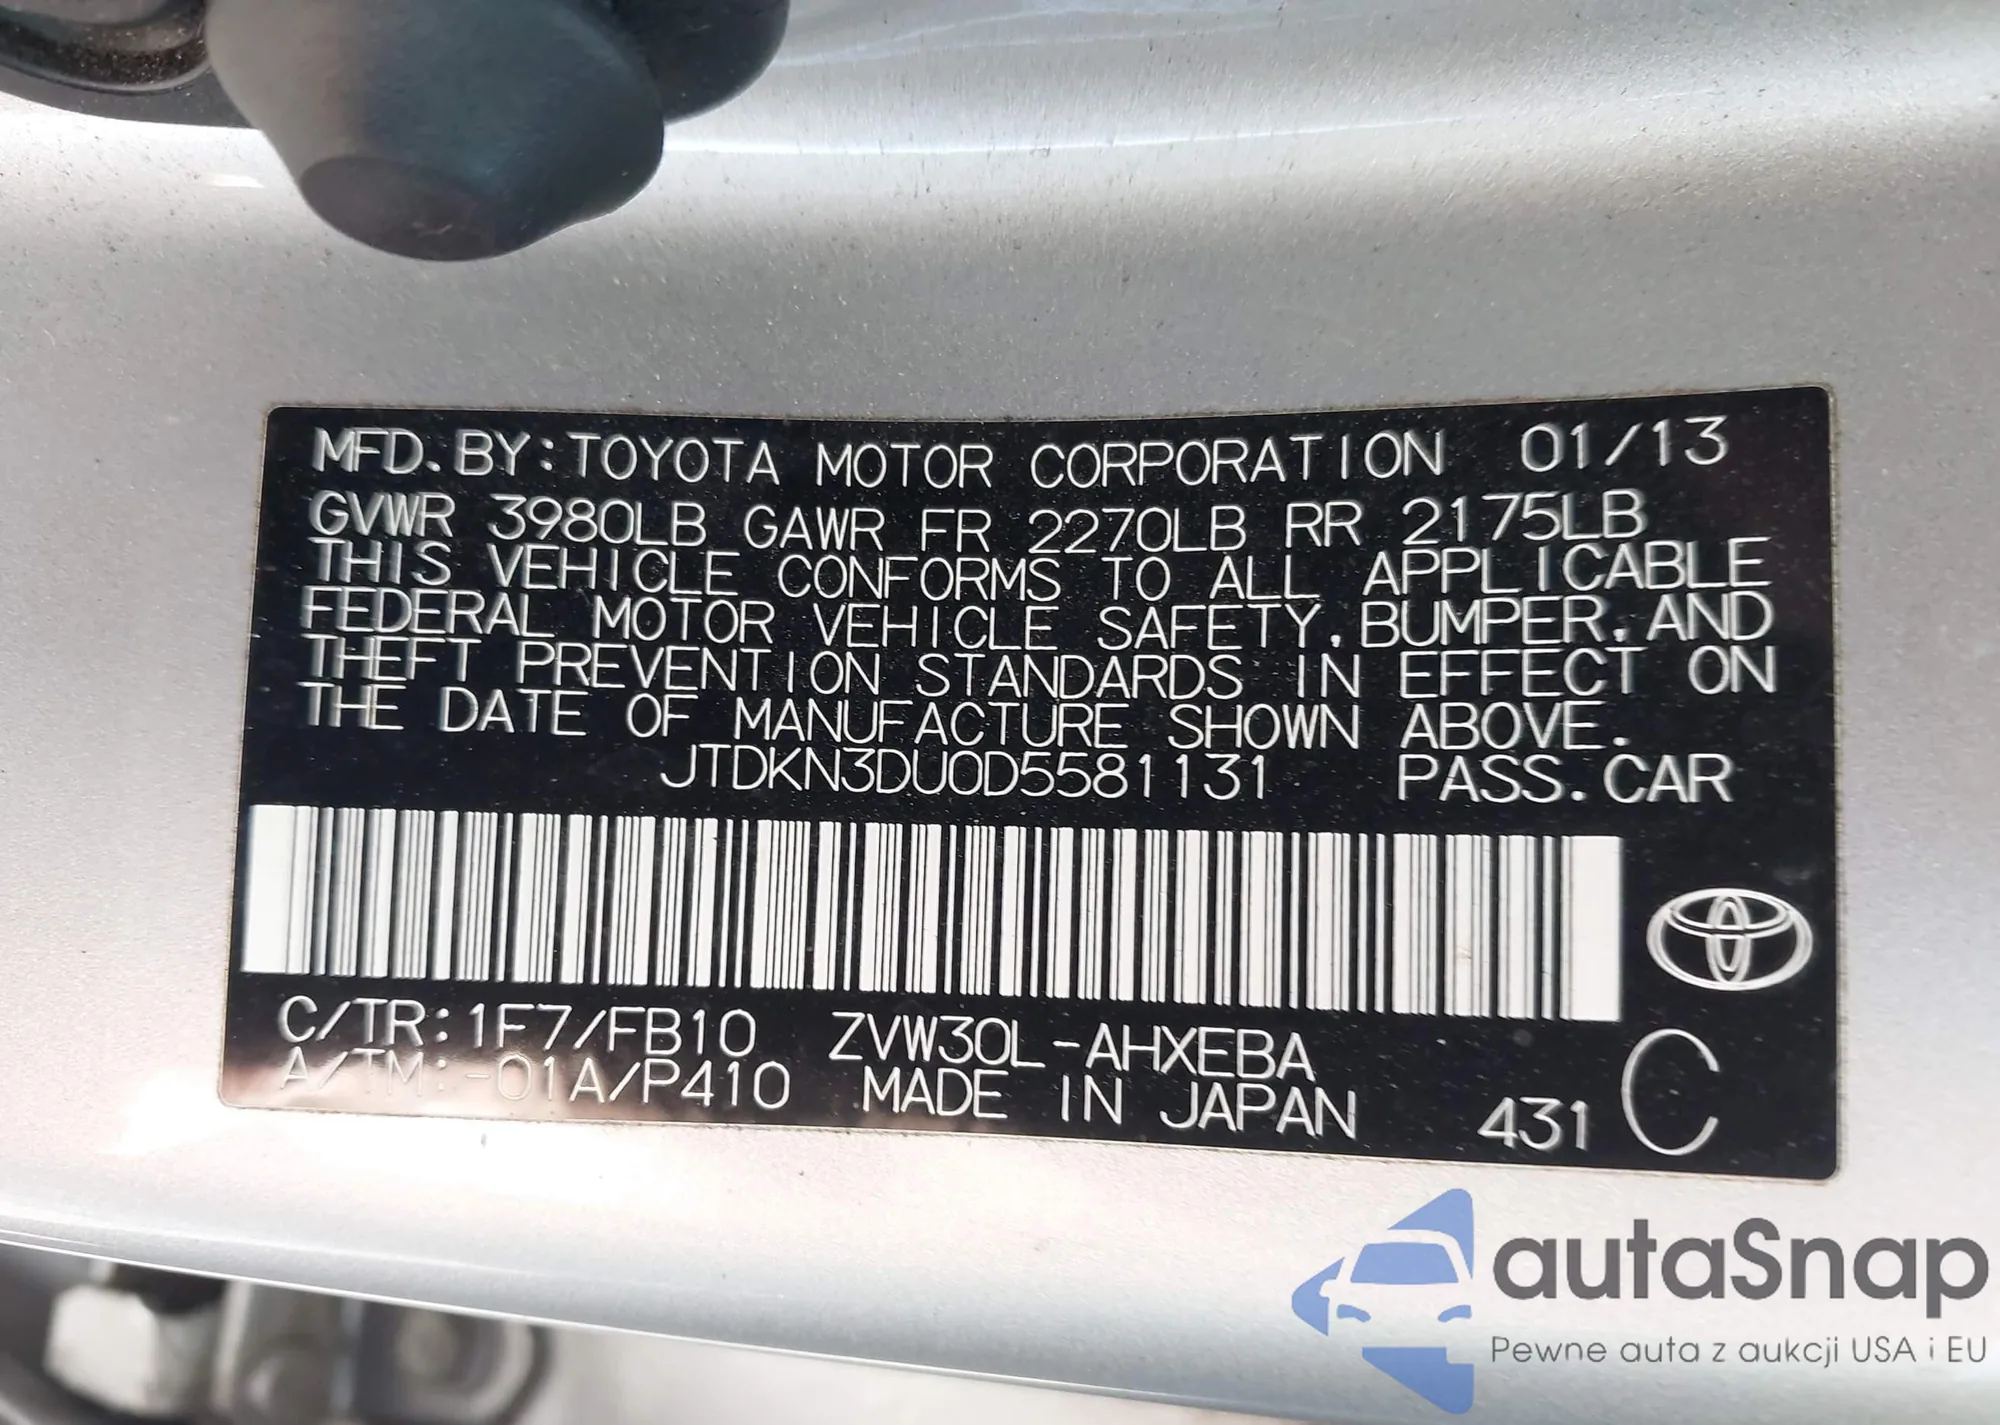 MFD. BY: TOYOTA MOTOR CORPORATION 01/13
GVWR 3980LB GAWR FR 2270LB RR 2175LB
THIS VEHICLE CONFORMS TO ALL APPLICABLE
FEDERAL MOTOR VEHICLE SAFETY, BUMPER, AND
THEFT PREVENTION STANDARDS IN EFFECT ON
THE DATE OF MANUFACTURE SHOWN ABOVE.
JTDKN3DU0D5581131 PASS. CAR
C/TR: 1F7/FB10 ZVW30L-AHXEBA
A/TM: -01A/P410 MADE IN JAPAN 431 C
autaSnap
Pewne auta z aukcji USA i EU